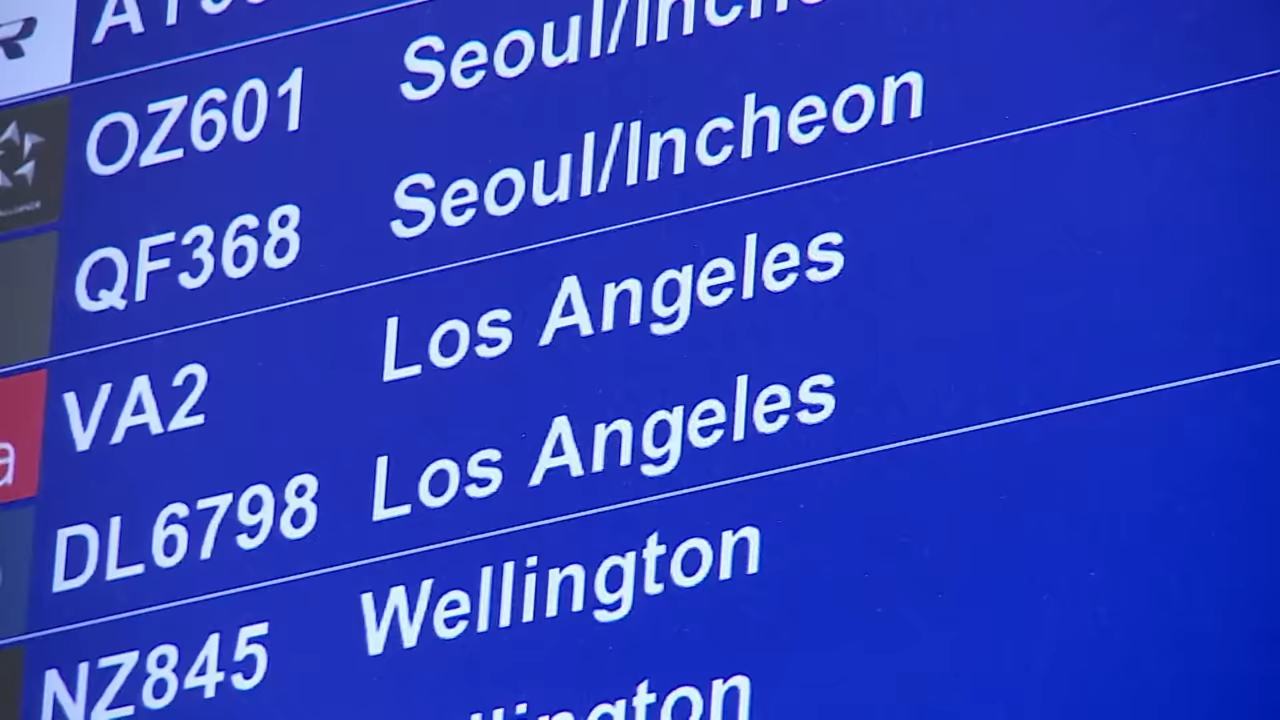 OZ601 Seoul/Incheon
QF368 Seoul/Incheon
VA2 Los Angeles
DL6798 Los Angeles
NZ845 Wellington